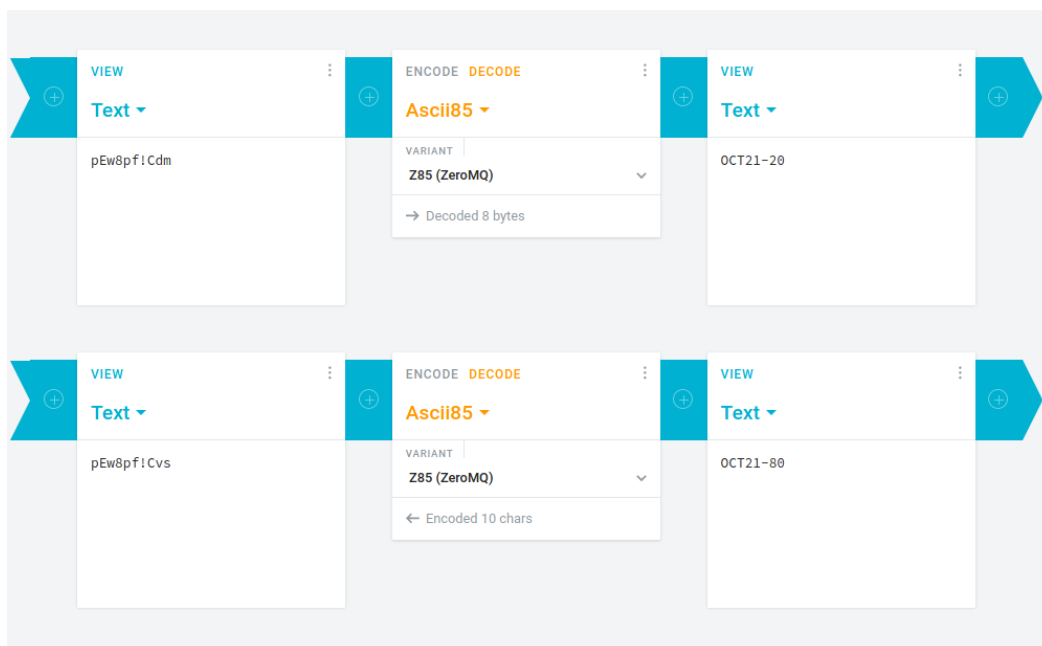 VIEW
Text
pEw8pf!Cdm
ENCODE DECODE
Ascii85
VARIANT
Z85 (ZeroMQ)
→ Decoded 8 bytes
VIEW
Text
OCT21-20
VIEW
Text
pEw8pf!Cvs
ENCODE DECODE
Ascii85
VARIANT
Z85 (ZeroMQ)
← Encoded 10 chars
VIEW
Text
OCT21-80